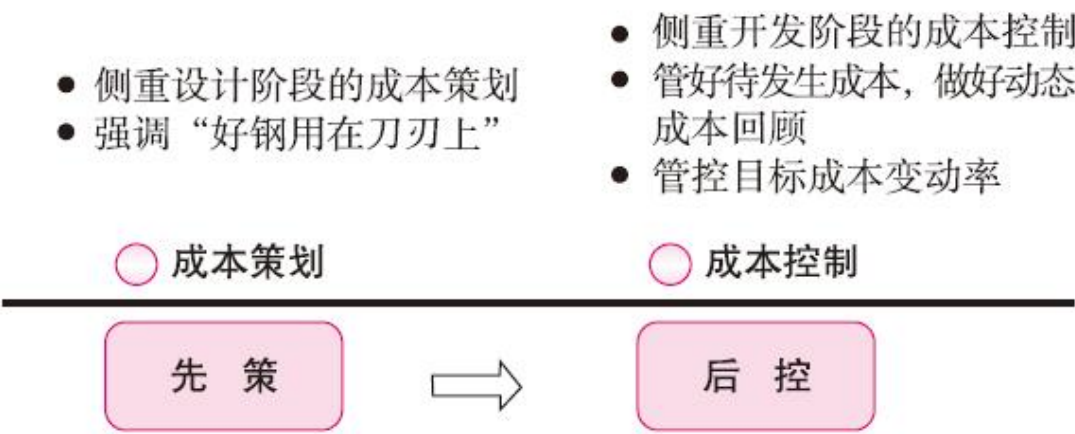 ● 侧重设计阶段的成本策划
● 强调“好钢用在刀刃上”
● 侧重开发阶段的成本控制
● 管好待发生成本，做好动态
成本回顾
● 管控目标成本变动率
成本策划
成本控制
先 策
后 控